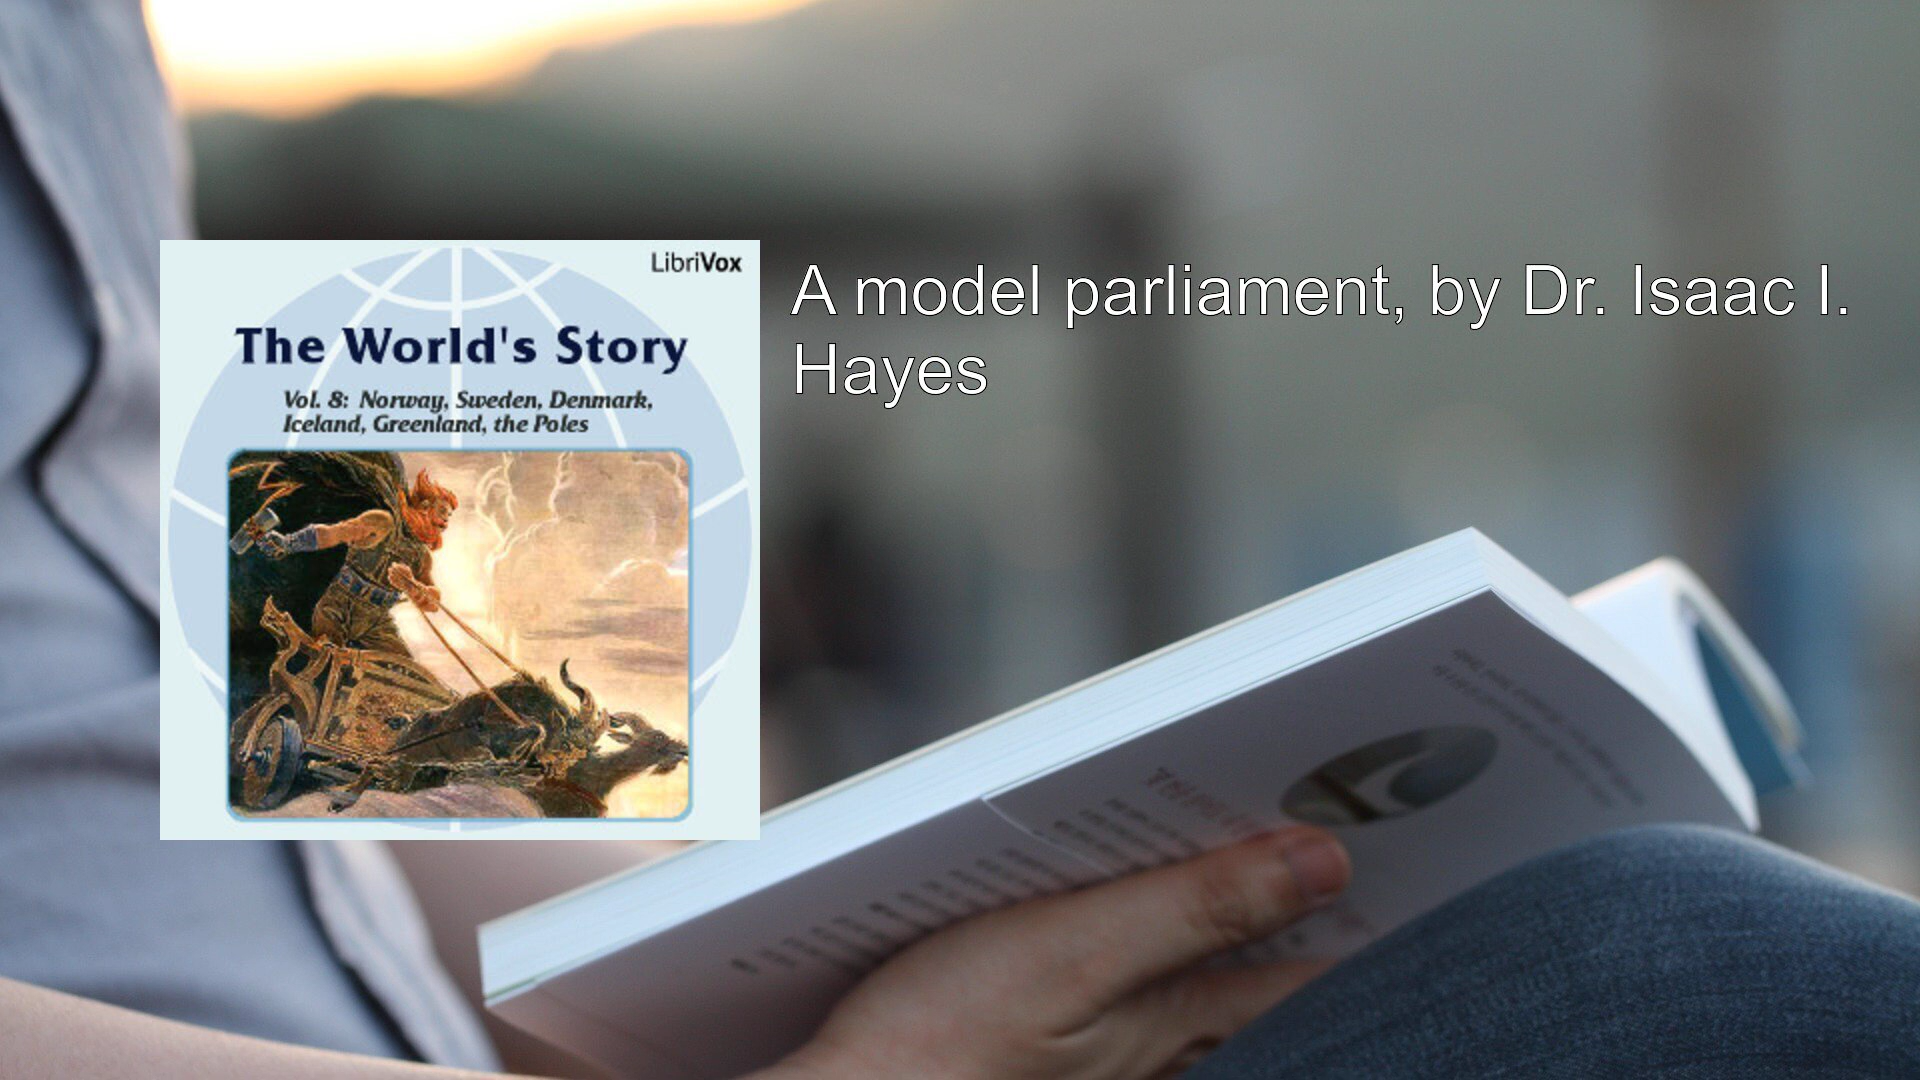 LibriVox
The World's Story
Vol. 8: Norway, Sweden, Denmark,
Iceland, Greenland, the Poles
A model parliament, by Dr. Isaac I.
Hayes